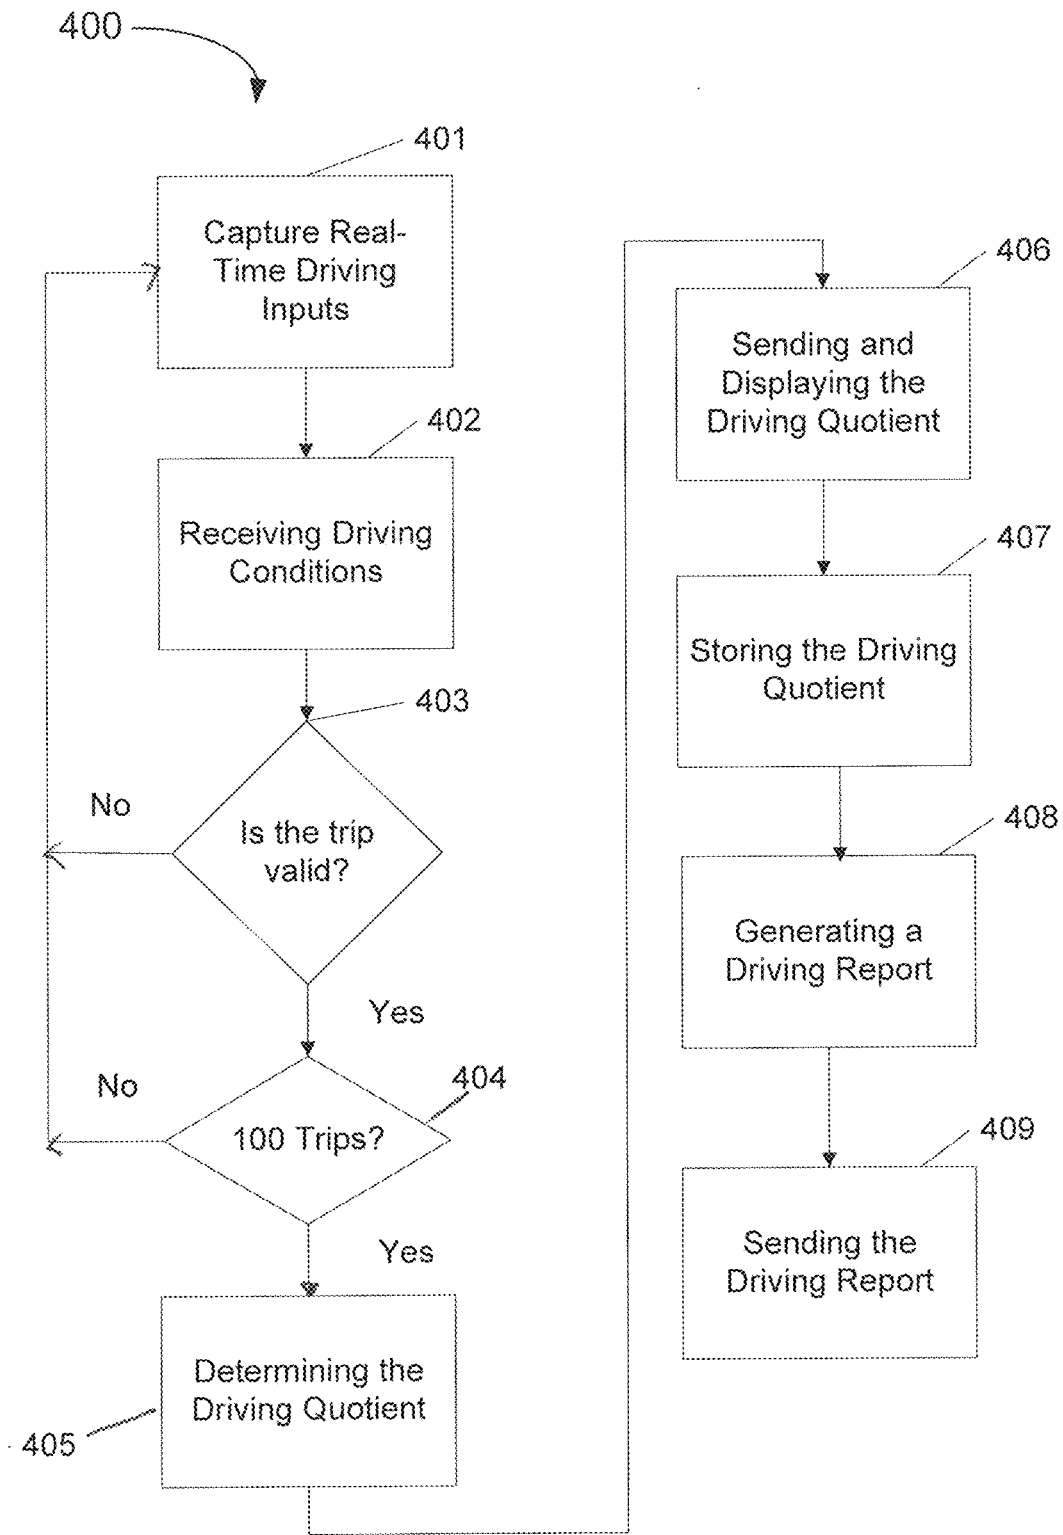 400
401
Capture Real-
Time Driving
Inputs
402
Receiving Driving
Conditions
403
Is the trip
valid?
No
Yes
404
100 Trips?
No
Yes
405
Determining the
Driving Quotient
406
Sending and
Displaying the
Driving Quotient
407
Storing the Driving
Quotient
408
Generating a
Driving Report
409
Sending the
Driving Report